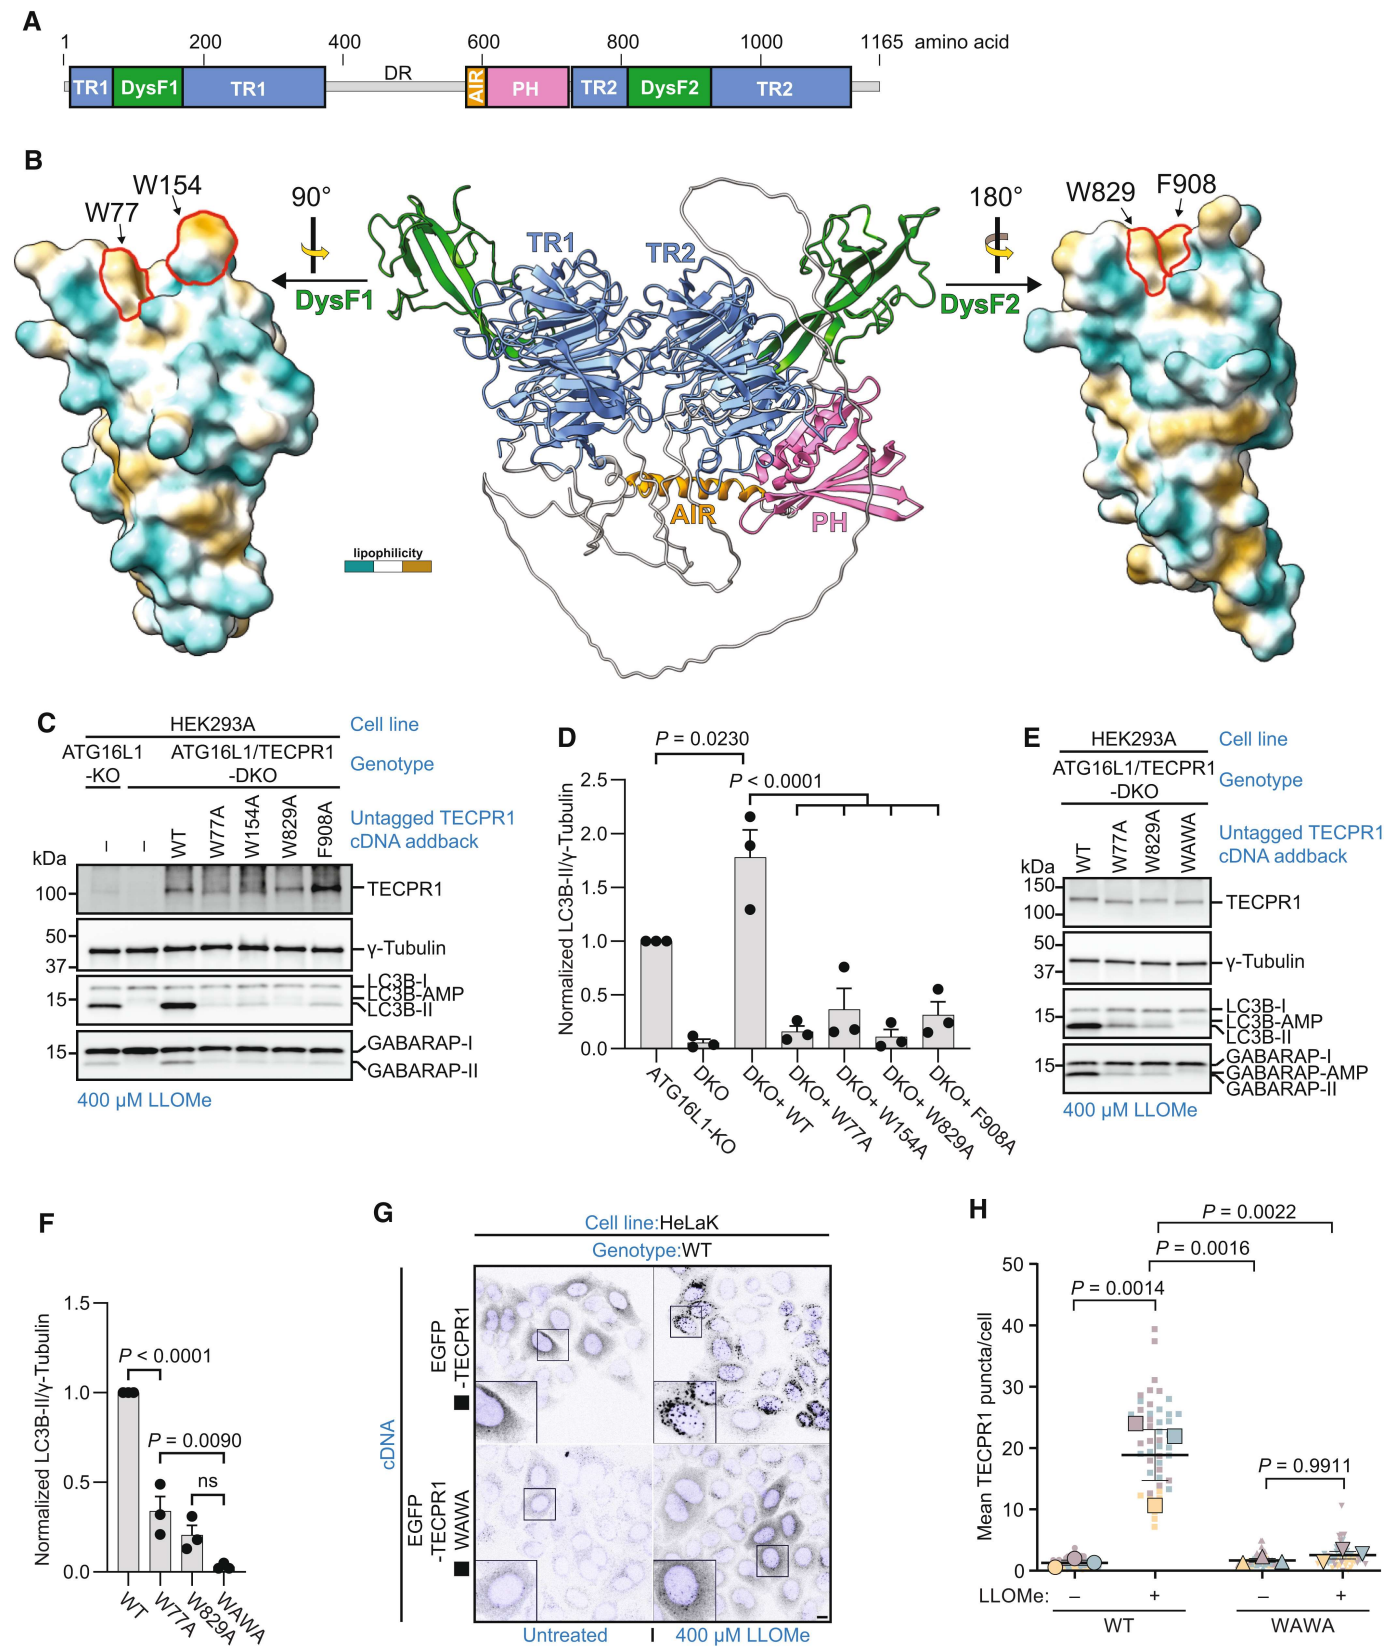 A
1 200 400 600 800 1000 1165 amino acid
TR1 DysF1 TR1 DR AIR PH TR2 DysF2 TR2
B
W154
W77
90°
DysF1
TR1
TR2
AIR
PH
180°
DysF2
W829
F908
lipophilicity
C
HEK293A Cell line
ATG16L1 -KO
ATG16L1/TECPR1 -DKO
Genotype
– – WT W77A W154A W829A F908A
Untagged TECPR1
cDNA addback
kDa
100
TECPR1
50
37
γ-Tubulin
15
LC3B-I
LC3B-AMP
LC3B-II
15
GABARAP-I
GABARAP-II
400 µM LLOMe
D
P = 0.0230
P < 0.0001
Normalized LC3B-II/γ-Tubulin
2.5
2.0
1.5
1.0
0.5
0.0
ATG16L1-KO
DKO
DKO+ WT
DKO+ W77A
DKO+ W154A
DKO+ W829A
DKO+ F908A
E
HEK293A Cell line
ATG16L1/TECPR1
-DKO
Genotype
WT W77A W829A WAWA
Untagged TECPR1
cDNA addback
kDa
150
100
TECPR1
50
37
γ-Tubulin
15
LC3B-I
LC3B-AMP
LC3B-II
15
GABARAP-I
GABARAP-AMP
GABARAP-II
400 µM LLOMe
F
Normalized LC3B-II/γ-Tubulin
1.5
1.0
0.5
0.0
P < 0.0001
P = 0.0090
ns
WT
W77A
W829A
WAWA
G
Cell line:HeLaK
Genotype:WT
cDNA
EGFP
-TECPR1
EGFP
-TECPR1
WAWA
Untreated 400 µM LLOMe
H
P = 0.0022
P = 0.0016
P = 0.0014
P = 0.9911
Mean TECPR1 puncta/cell
50
40
30
20
10
0
LLOMe: – + – +
WT WAWA